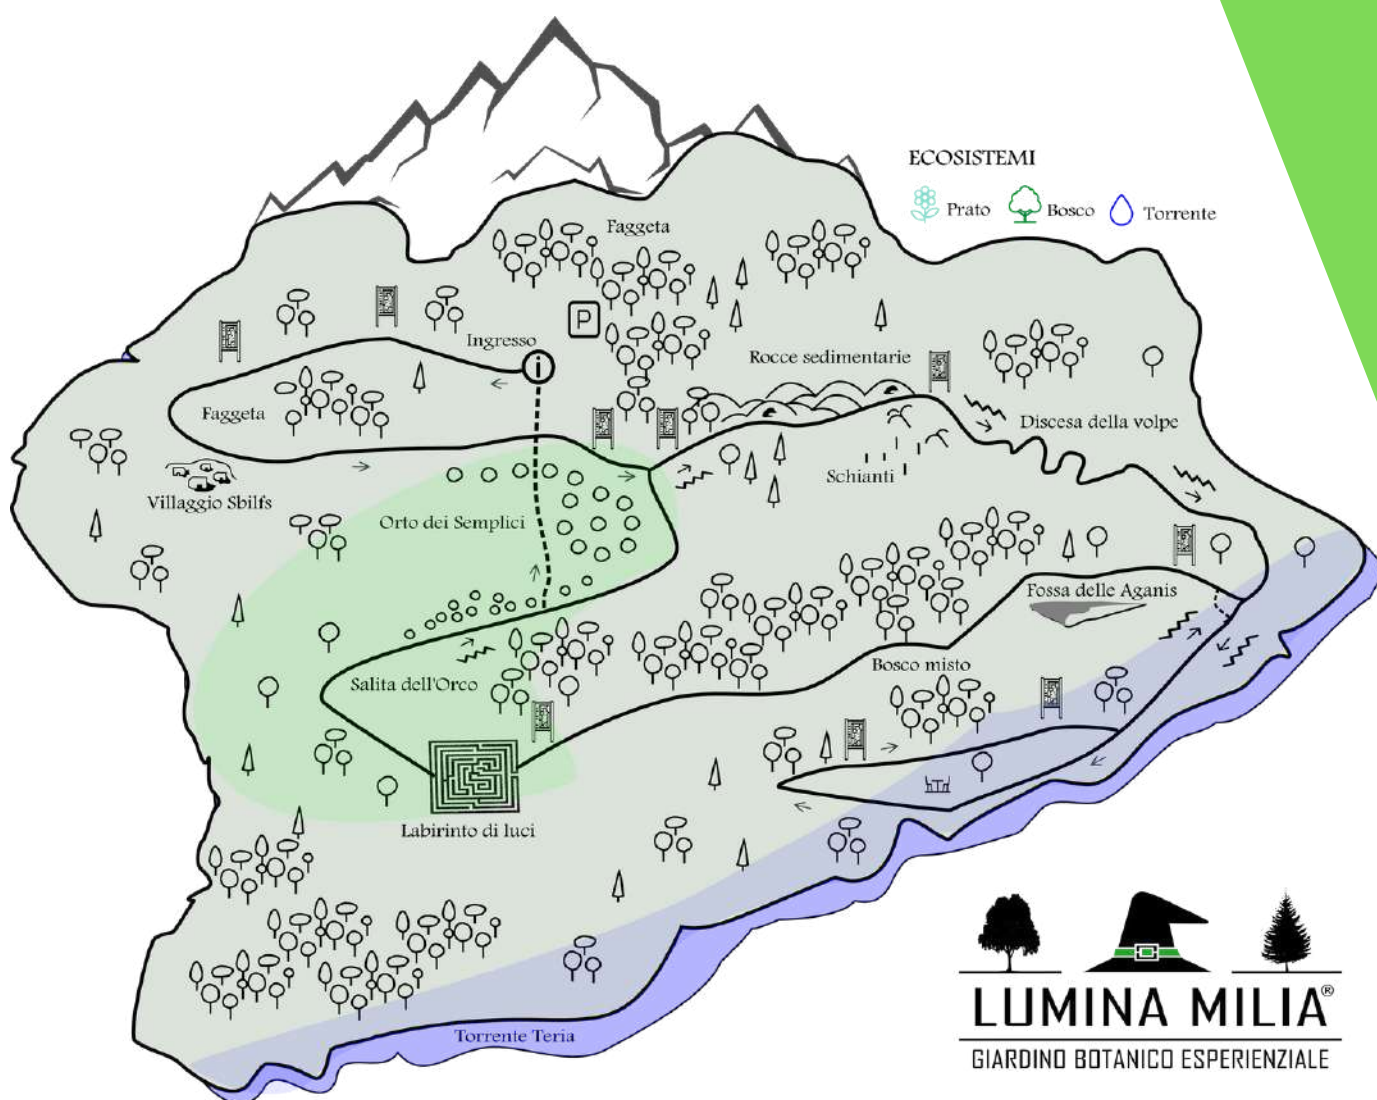 ECOSISTEMI
Prato
Bosco
Torrente
Faggeta
P
Ingresso
i
Rocce sedimentarie
Faggeta
Discesa della volpe
Schianti
Villaggio Sbilfs
Orto dei Semplici
Fossa delle Aganis
Bosco misto
Salita dell'Orco
Labirinto di luci
Torrente Teria
LUMINA MILIA®
GIARDINO BOTANICO ESPERIENZIALE